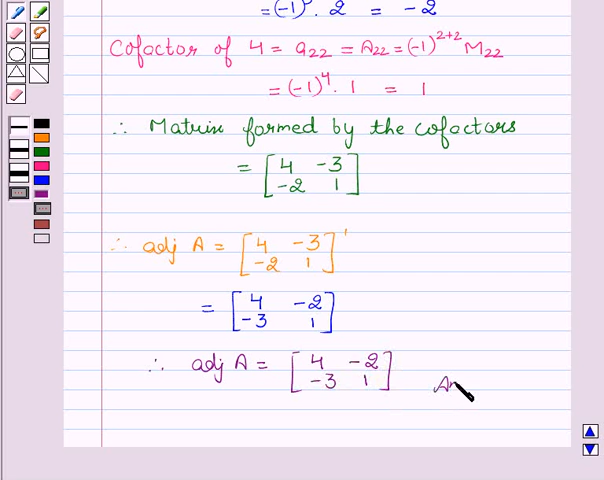 = (-1)³ . 2 = -2
Cofactor of 4 = a₂₂ = A₂₂ = (-1)²⁺² M₂₂
= (-1)⁴ . 1 = 1
∴ Matrix formed by the cofactors
= [ 4 -3
-2 1 ]
∴ adj A = [ 4 -3
-2 1 ]'
= [ 4 -2
-3 1 ]
∴ adj A = [ 4 -2
-3 1 ]